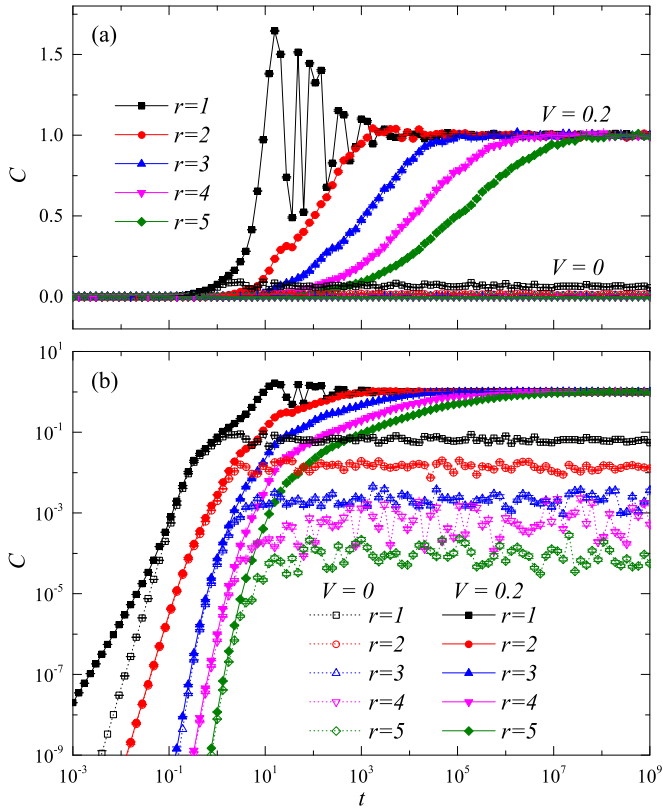 (a)
1.5
1.0
0.5
0.0
C
r=1
r=2
r=3
r=4
r=5
V = 0.2
V = 0
(b)
10^1
10^-1
10^-3
10^-5
10^-7
10^-9
C
V = 0 V = 0.2
r=1 r=1
r=2 r=2
r=3 r=3
r=4 r=4
r=5 r=5
10^-3 10^-1 10^1 10^3 10^5 10^7 10^9
t